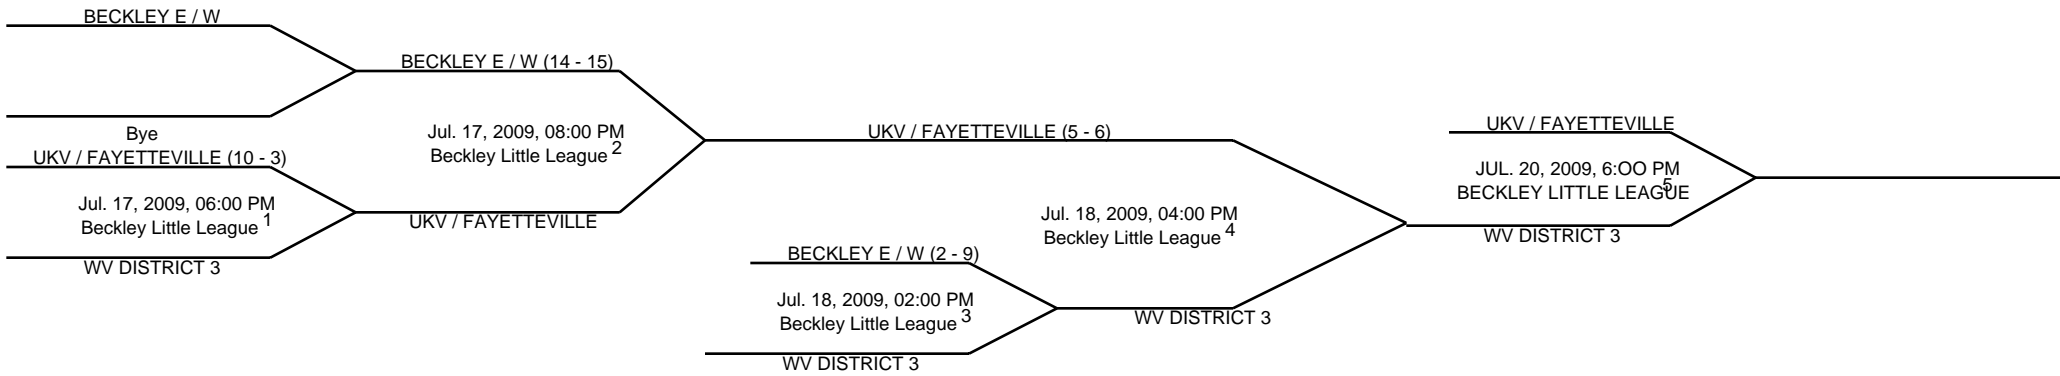 BECKLEY E / W
Bye
UKV / FAYETTEVILLE (10 - 3)
Jul. 17, 2009, 06:00 PM
Beckley Little League 1
WV DISTRICT 3
BECKLEY E / W (14 - 15)
Jul. 17, 2009, 08:00 PM
Beckley Little League 2
UKV / FAYETTEVILLE
UKV / FAYETTEVILLE (5 - 6)
Jul. 18, 2009, 04:00 PM
Beckley Little League 4
BECKLEY E / W (2 - 9)
Jul. 18, 2009, 02:00 PM
Beckley Little League 3
WV DISTRICT 3
WV DISTRICT 3
UKV / FAYETTEVILLE
JUL. 20, 2009, 6:OO PM
BECKLEY LITTLE LEAGUE 5
WV DISTRICT 3